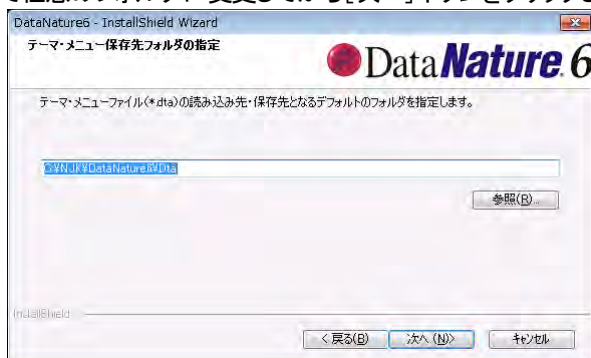 DataNature6 - InstallShield Wizard
テーマ・メニュー保存先フォルダの指定
DataNature.6
テーマ・メニューファイル(*.dta)の読み込み先・保存先となるデフォルトのフォルダを指定します。
C:¥NJK¥DataNature6¥Dta
参照(R)...
InstallShield
< 戻る(B)
次へ (N)>
キャンセル